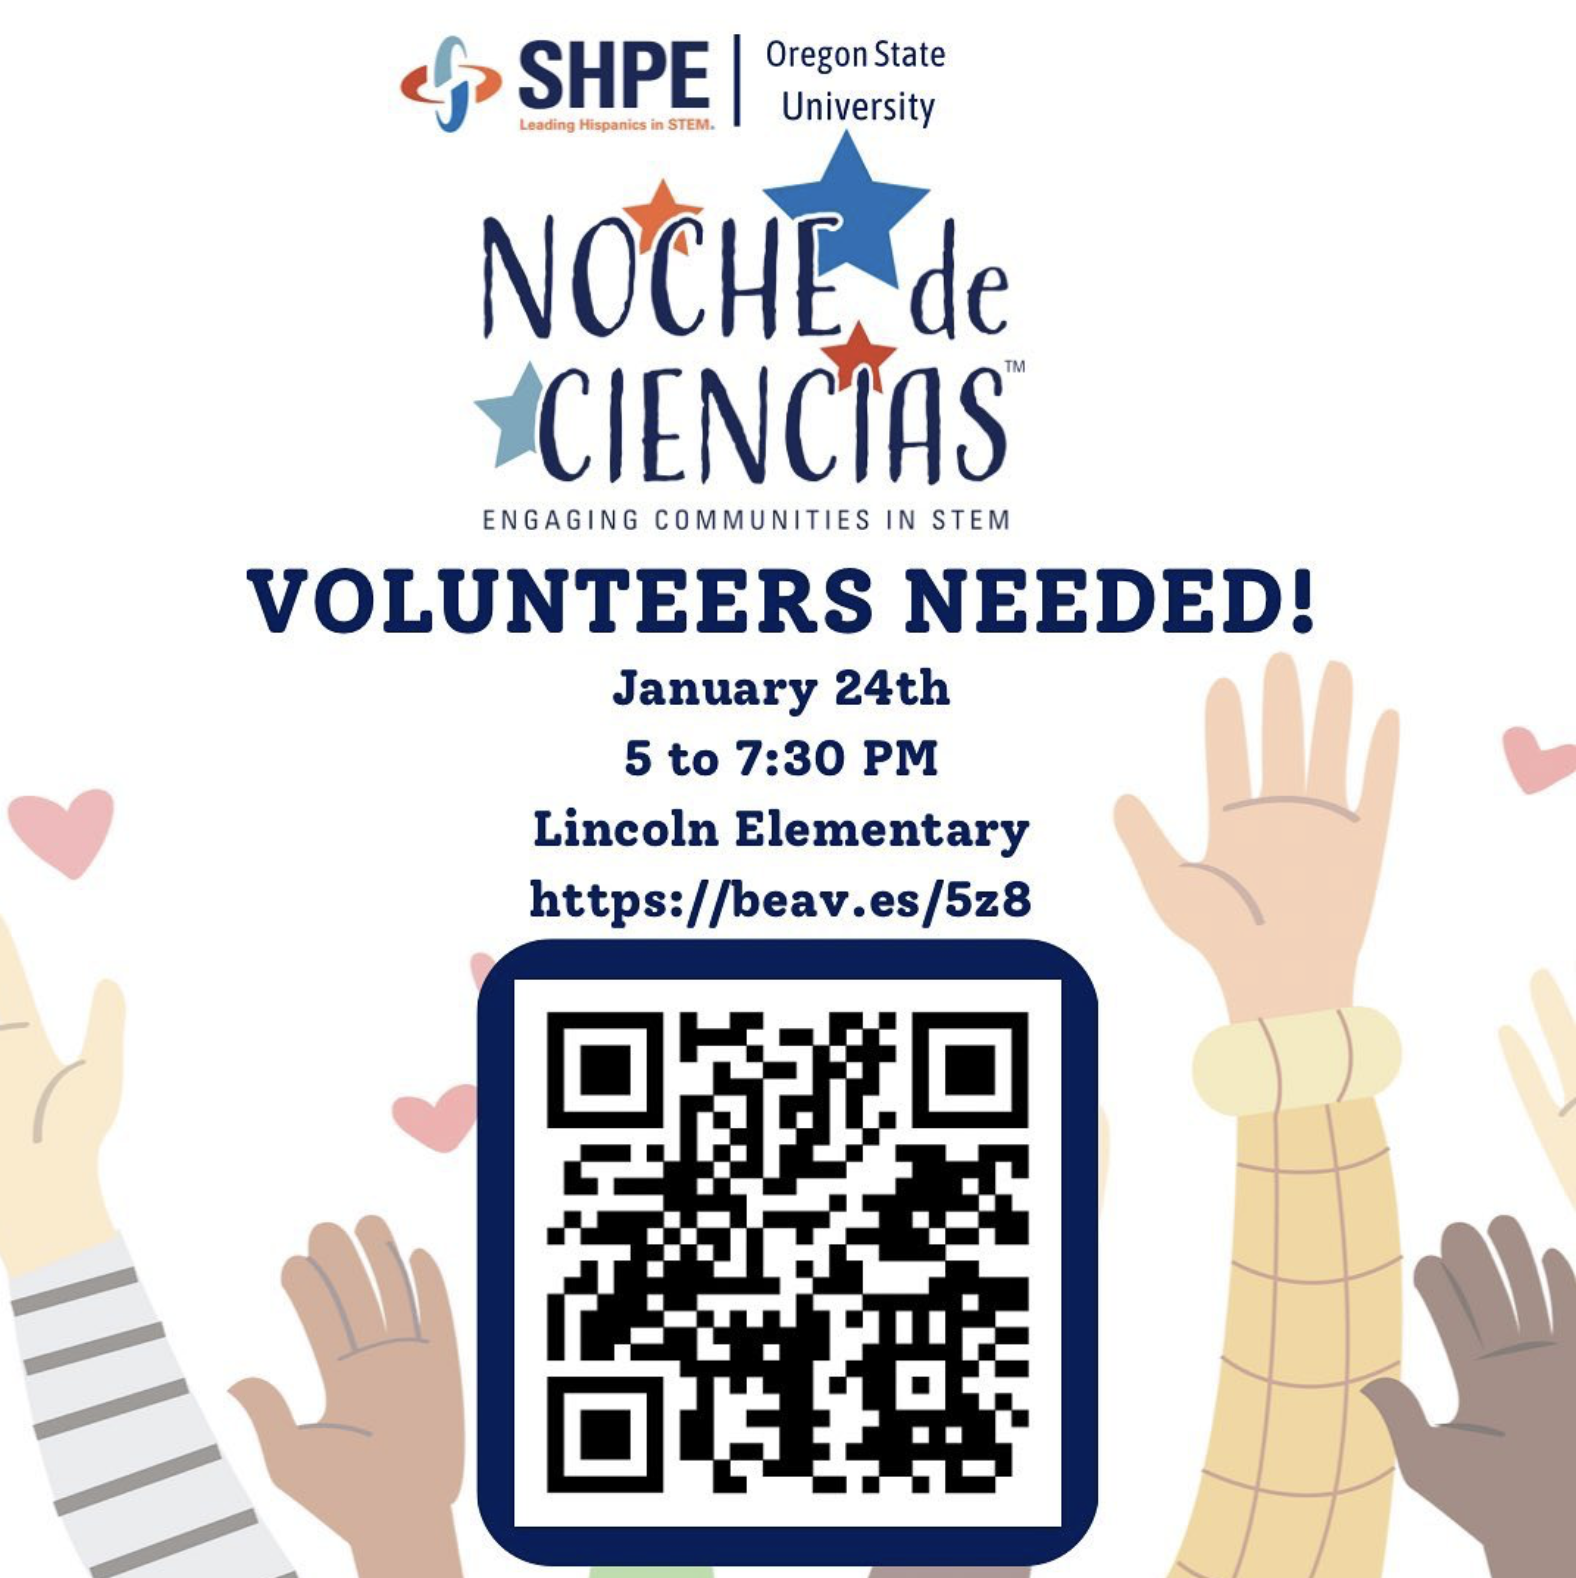 SHPE
Leading Hispanics in STEM.
Oregon State
University
NOCHE de
CIENCIAS™
ENGAGING COMMUNITIES IN STEM
VOLUNTEERS NEEDED!
January 24th
5 to 7:30 PM
Lincoln Elementary
https://beav.es/5z8